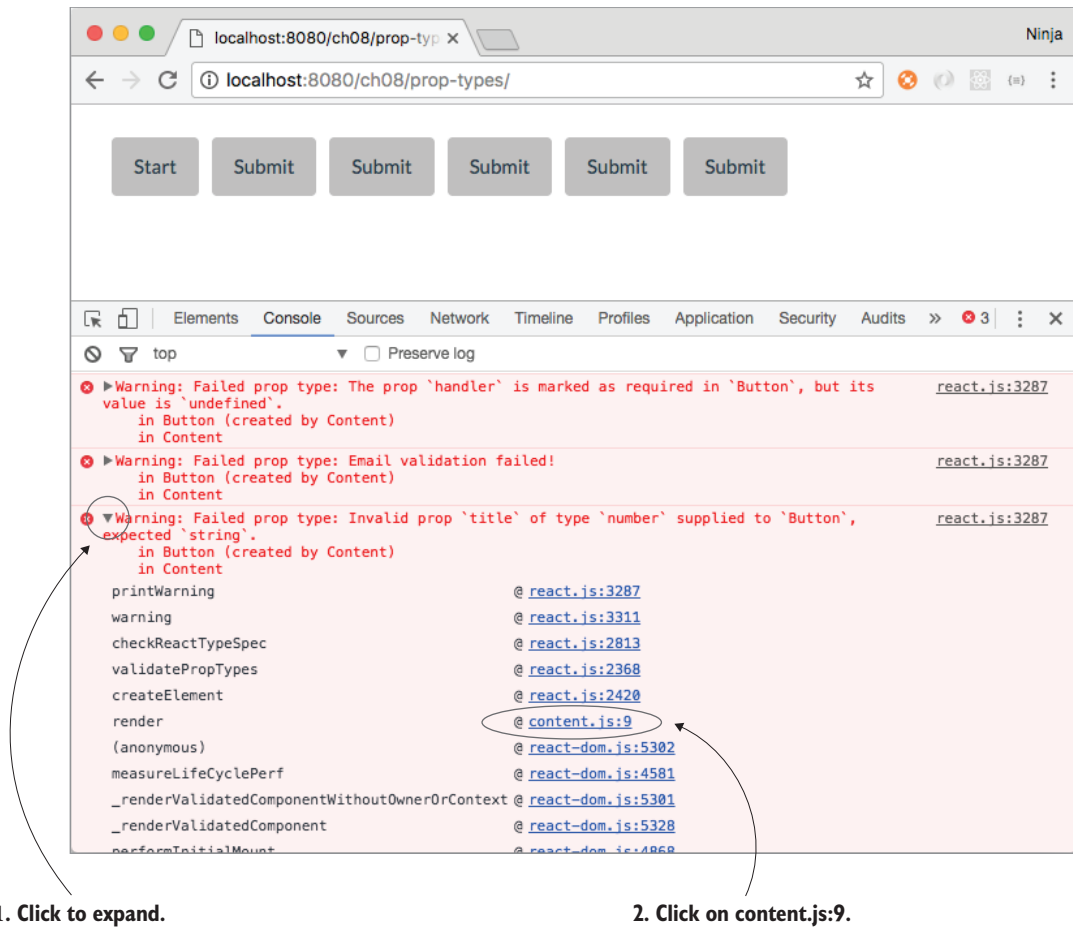 localhost:8080/ch08/prop-typ
Ninja
localhost:8080/ch08/prop-types/
Start Submit Submit Submit Submit Submit
Elements Console Sources Network Timeline Profiles Application Security Audits » 3
top Preserve log
Warning: Failed prop type: The prop `handler` is marked as required in `Button`, but its react.js:3287
value is `undefined`.
in Button (created by Content)
in Content
Warning: Failed prop type: Email validation failed! react.js:3287
in Button (created by Content)
in Content
Warning: Failed prop type: Invalid prop `title` of type `number` supplied to `Button`, react.js:3287
expected `string`.
in Button (created by Content)
in Content
printWarning @ react.js:3287
warning @ react.js:3311
checkReactTypeSpec @ react.js:2813
validatePropTypes @ react.js:2368
createElement @ react.js:2420
render @ content.js:9
(anonymous) @ react-dom.js:5302
measureLifeCyclePerf @ react-dom.js:4581
_renderValidatedComponentWithoutOwnerOrContext @ react-dom.js:5301
_renderValidatedComponent @ react-dom.js:5328
performInitialMount @ react-dom.js:4868
1. Click to expand.
2. Click on content.js:9.